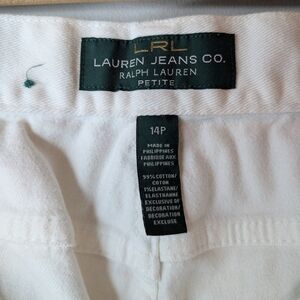 LRL
LAUREN JEANS CO.
RALPH LAUREN
PETITE
14P
MADE IN
PHILIPPINES
FABRIQUE AUX
PHILIPPINES
99% COTTON/
COTON
1% ELASTANE/
ELASTHANNE
EXCLUSIVE OF
DECORATION/
DECORATION
EXCLUSE